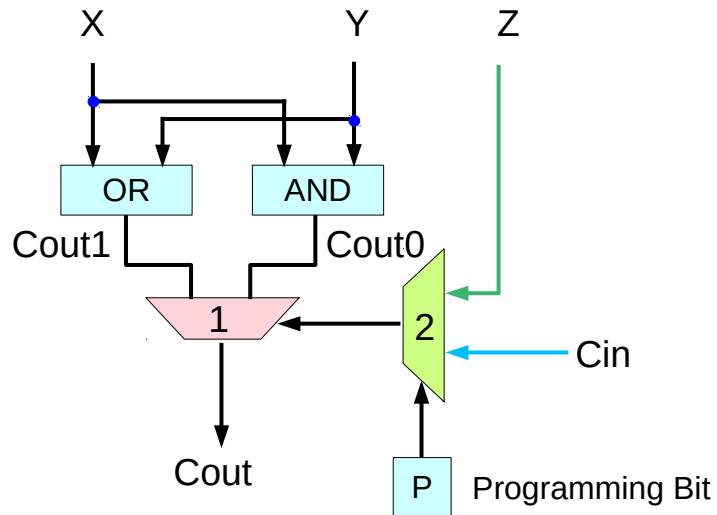 X Y Z
OR AND
Cout1 Cout0
1 2
Cin
Cout
P Programming Bit